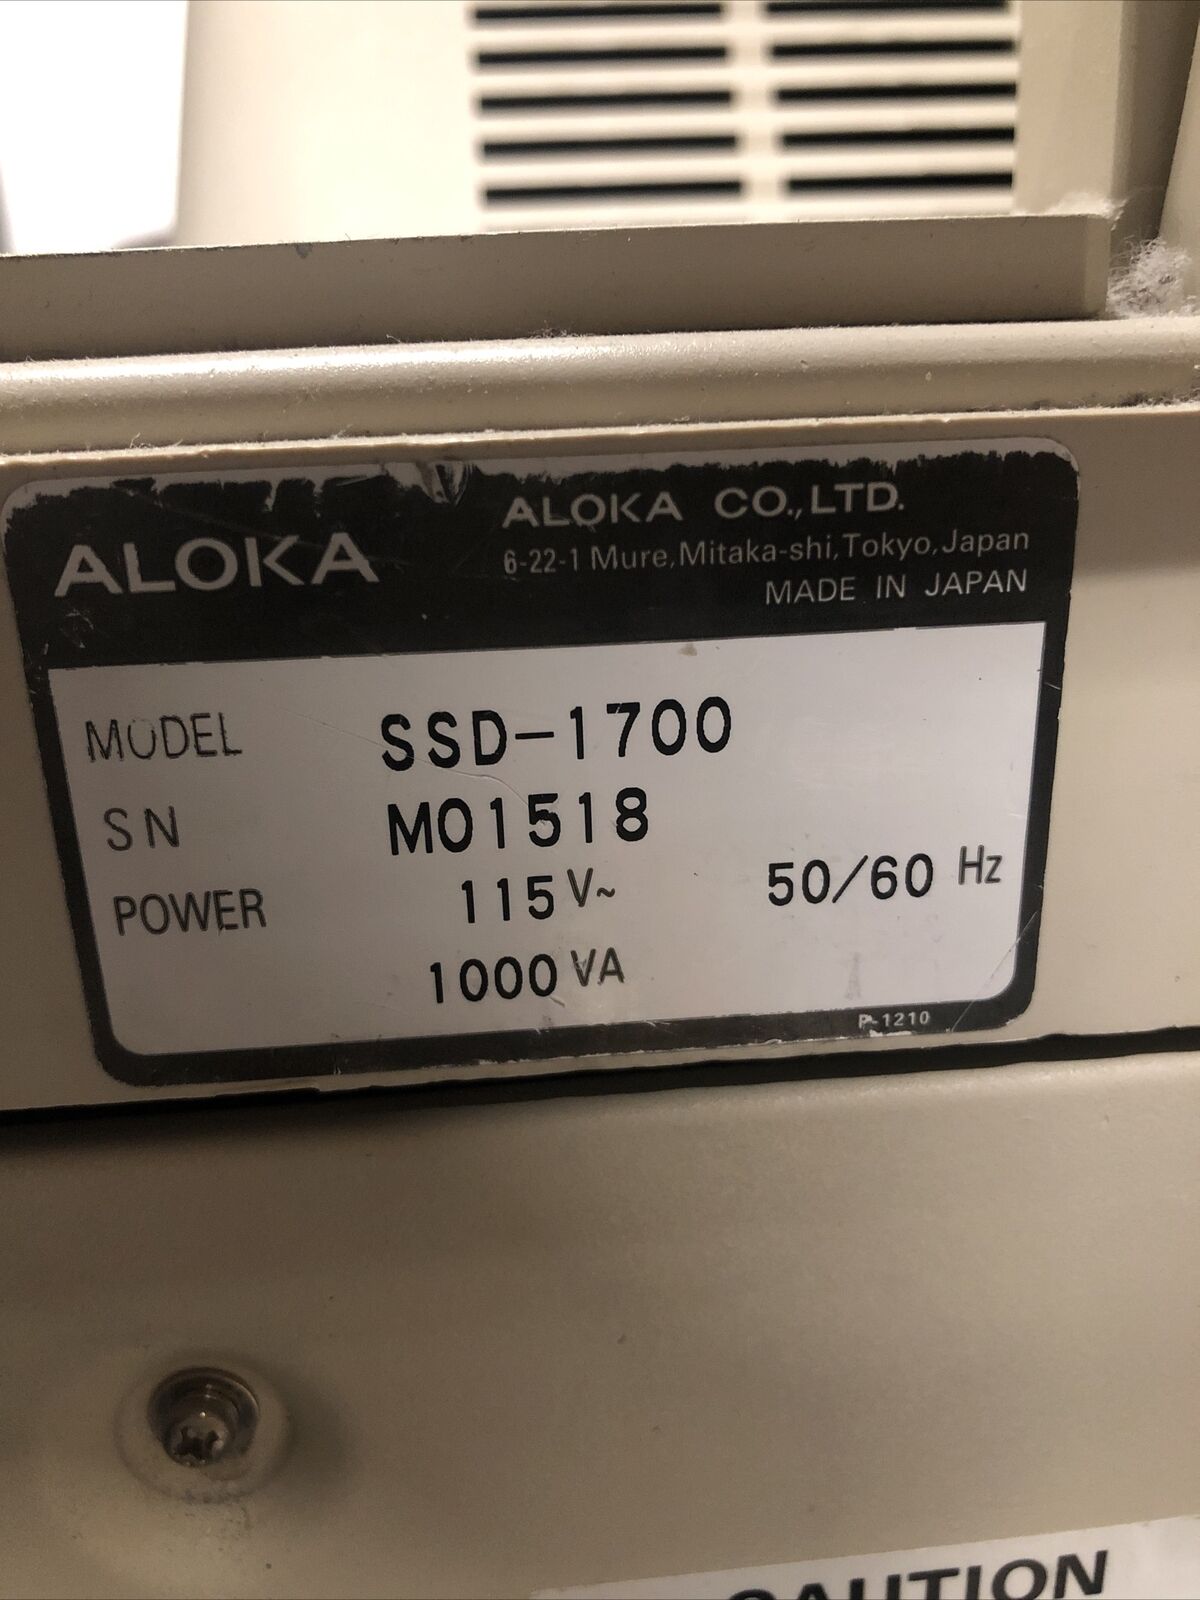 ALOKA
ALOKA CO.,LTD.
6-22-1 Mure,Mitaka-shi,Tokyo,Japan
MADE IN JAPAN
MODEL SSD-1700
SN M01518
POWER 115 V~ 50/60 Hz
1000 VA
P-1210
CAUTION